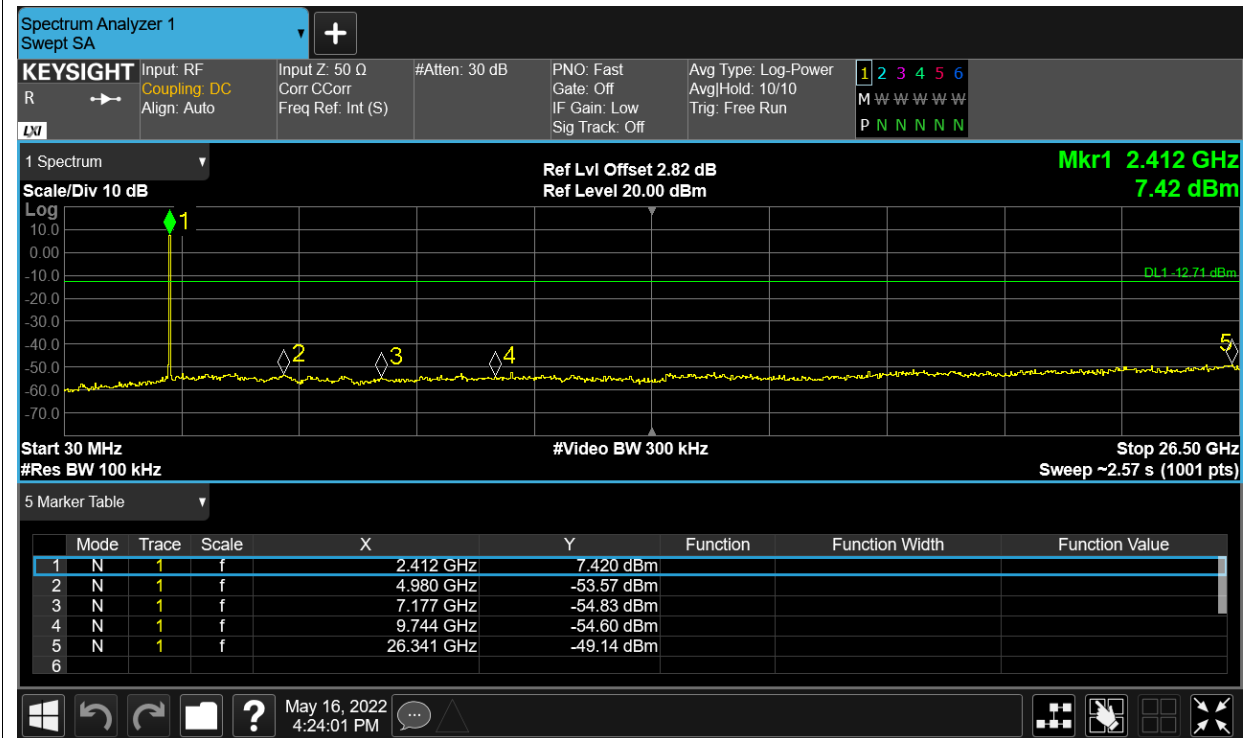 Spectrum Analyzer 1
Swept SA
+
KEYSIGHT
R
LXI
Input: RF
Coupling: DC
Align: Auto
Input Z: 50 Ω
Corr CCorr
Freq Ref: Int (S)
#Atten: 30 dB
PNO: Fast
Gate: Off
IF Gain: Low
Sig Track: Off
Avg Type: Log-Power
Avg|Hold: 10/10
Trig: Free Run
1 2 3 4 5 6
M W W W W W
P N N N N N
1 Spectrum
Scale/Div 10 dB
Ref Lvl Offset 2.82 dB
Ref Level 20.00 dBm
Mkr1 2.412 GHz
7.42 dBm
Log
10.0
0.00
-10.0
-20.0
-30.0
-40.0
-50.0
-60.0
-70.0
1
2
3
4
5
DL1 -12.71 dBm
Start 30 MHz
#Video BW 300 kHz
Stop 26.50 GHz
#Res BW 100 kHz
Sweep ~2.57 s (1001 pts)
5 Marker Table
Mode Trace Scale X Y Function Function Width Function Value
1 N 1 f 2.412 GHz 7.420 dBm
2 N 1 f 4.980 GHz -53.57 dBm
3 N 1 f 7.177 GHz -54.83 dBm
4 N 1 f 9.744 GHz -54.60 dBm
5 N 1 f 26.341 GHz -49.14 dBm
6
?
May 16, 2022
4:24:01 PM